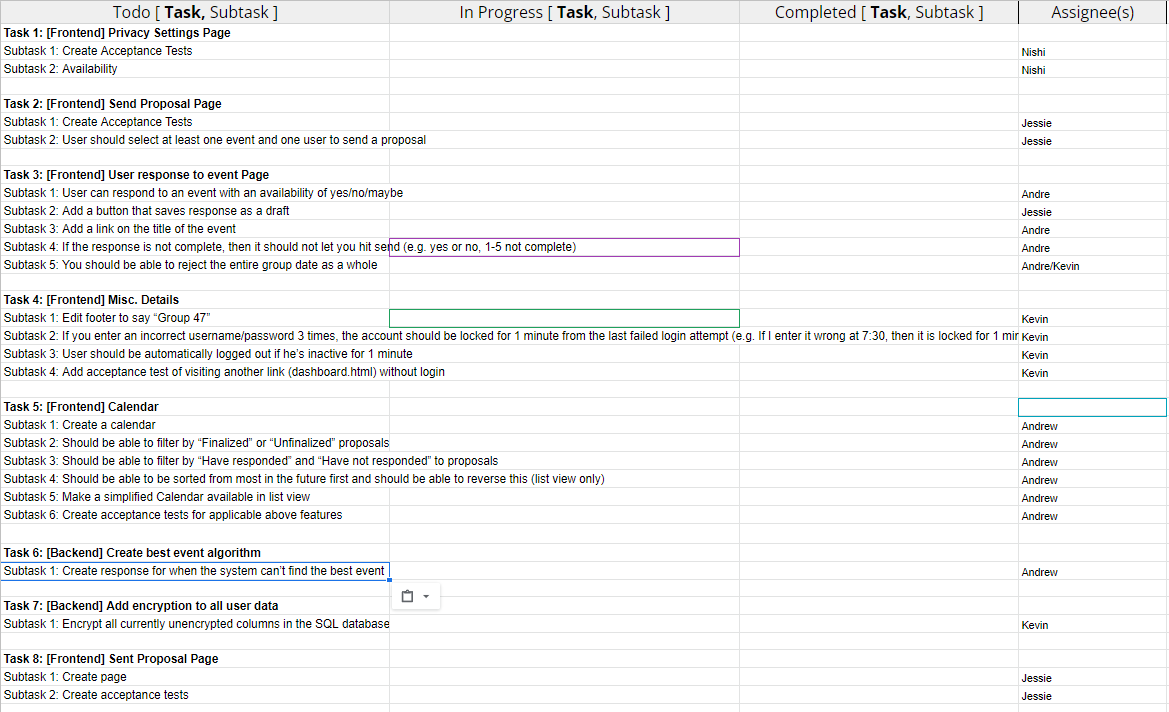 Todo [ Task, Subtask ] In Progress [ Task, Subtask ] Completed [ Task, Subtask ] Assignee(s)
Task 1: [Frontend] Privacy Settings Page
Subtask 1: Create Acceptance Tests Nishi
Subtask 2: Availability Nishi
Task 2: [Frontend] Send Proposal Page
Subtask 1: Create Acceptance Tests Jessie
Subtask 2: User should select at least one event and one user to send a proposal Jessie
Task 3: [Frontend] User response to event Page
Subtask 1: User can respond to an event with an availability of yes/no/maybe Andre
Subtask 2: Add a button that saves response as a draft Jessie
Subtask 3: Add a link on the title of the event Andre
Subtask 4: If the response is not complete, then it should not let you hit send (e.g. yes or no, 1-5 not complete) Andre
Subtask 5: You should be able to reject the entire group date as a whole Andre/Kevin
Task 4: [Frontend] Misc. Details
Subtask 1: Edit footer to say “Group 47” Kevin
Subtask 2: If you enter an incorrect username/password 3 times, the account should be locked for 1 minute from the last failed login attempt (e.g. If I enter it wrong at 7:30, then it is locked for 1 mir Kevin
Subtask 3: User should be automatically logged out if he’s inactive for 1 minute Kevin
Subtask 4: Add acceptance test of visiting another link (dashboard.html) without login Kevin
Task 5: [Frontend] Calendar
Subtask 1: Create a calendar Andrew
Subtask 2: Should be able to filter by “Finalized” or “Unfinalized” proposals Andrew
Subtask 3: Should be able to filter by “Have responded” and “Have not responded” to proposals Andrew
Subtask 4: Should be able to be sorted from most in the future first and should be able to reverse this (list view only) Andrew
Subtask 5: Make a simplified Calendar available in list view Andrew
Subtask 6: Create acceptance tests for applicable above features Andrew
Task 6: [Backend] Create best event algorithm
Subtask 1: Create response for when the system can’t find the best event Andrew
Task 7: [Backend] Add encryption to all user data
Subtask 1: Encrypt all currently unencrypted columns in the SQL database Kevin
Task 8: [Frontend] Sent Proposal Page
Subtask 1: Create page Jessie
Subtask 2: Create acceptance tests Jessie